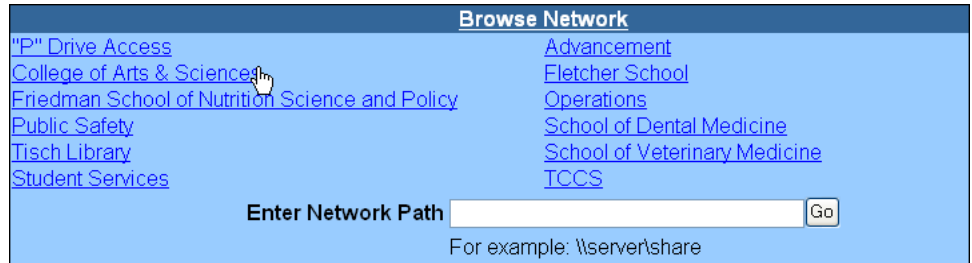 Browse Network
"P" Drive Access
College of Arts & Sciences
Friedman School of Nutrition Science and Policy
Public Safety
Tisch Library
Student Services
Advancement
Fletcher School
Operations
School of Dental Medicine
School of Veterinary Medicine
TCCS
Enter Network Path Go
For example: \\server\share